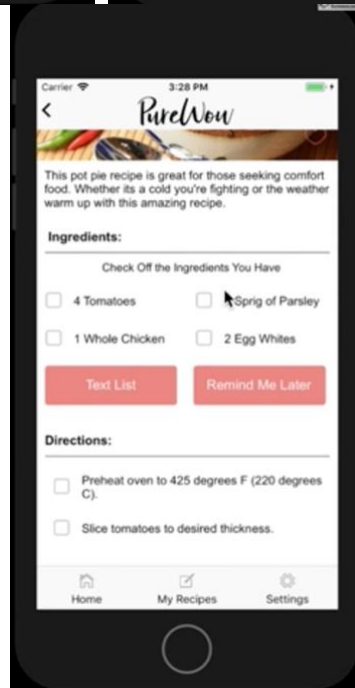 Carrier 3:28 PM
PureWow
This pot pie recipe is great for those seeking comfort
food. Whether its a cold you're fighting or the weather
warm up with this amazing recipe.
Ingredients:
Check Off the Ingredients You Have
4 Tomatoes
Sprig of Parsley
1 Whole Chicken
2 Egg Whites
Text List
Remind Me Later
Directions:
Preheat oven to 425 degrees F (220 degrees
C).
Slice tomatoes to desired thickness.
Home My Recipes Settings